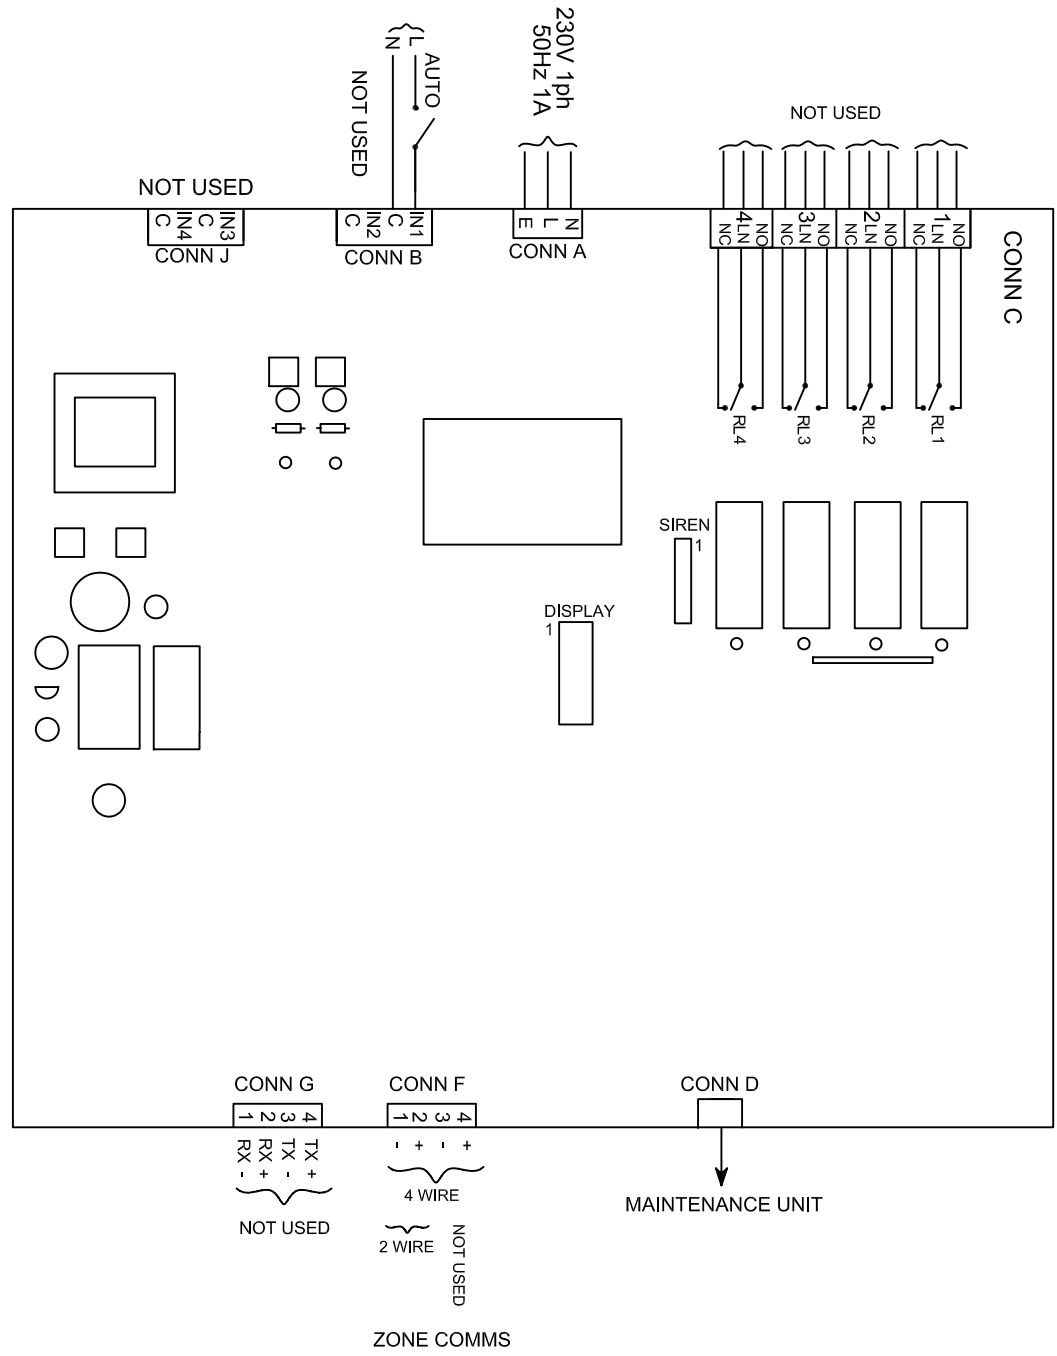 230V 1ph
50Hz 1A
L
N
AUTO
NOT USED
NOT USED
NOT USED
C
IN4
C
IN3
CONN J
C
IN2
C
IN1
CONN B
E
L
N
CONN A
4
NC
LN
NO
3
NC
LN
NO
2
NC
LN
NO
1
NC
LN
NO
CONN C
RL4
RL3
RL2
RL1
SIREN
1
DISPLAY
1
CONN G
1 2 3 4
RX -
RX +
TX -
TX +
NOT USED
CONN F
1 2 3 4
- + - +
4 WIRE
2 WIRE
NOT USED
ZONE COMMS
CONN D
MAINTENANCE UNIT